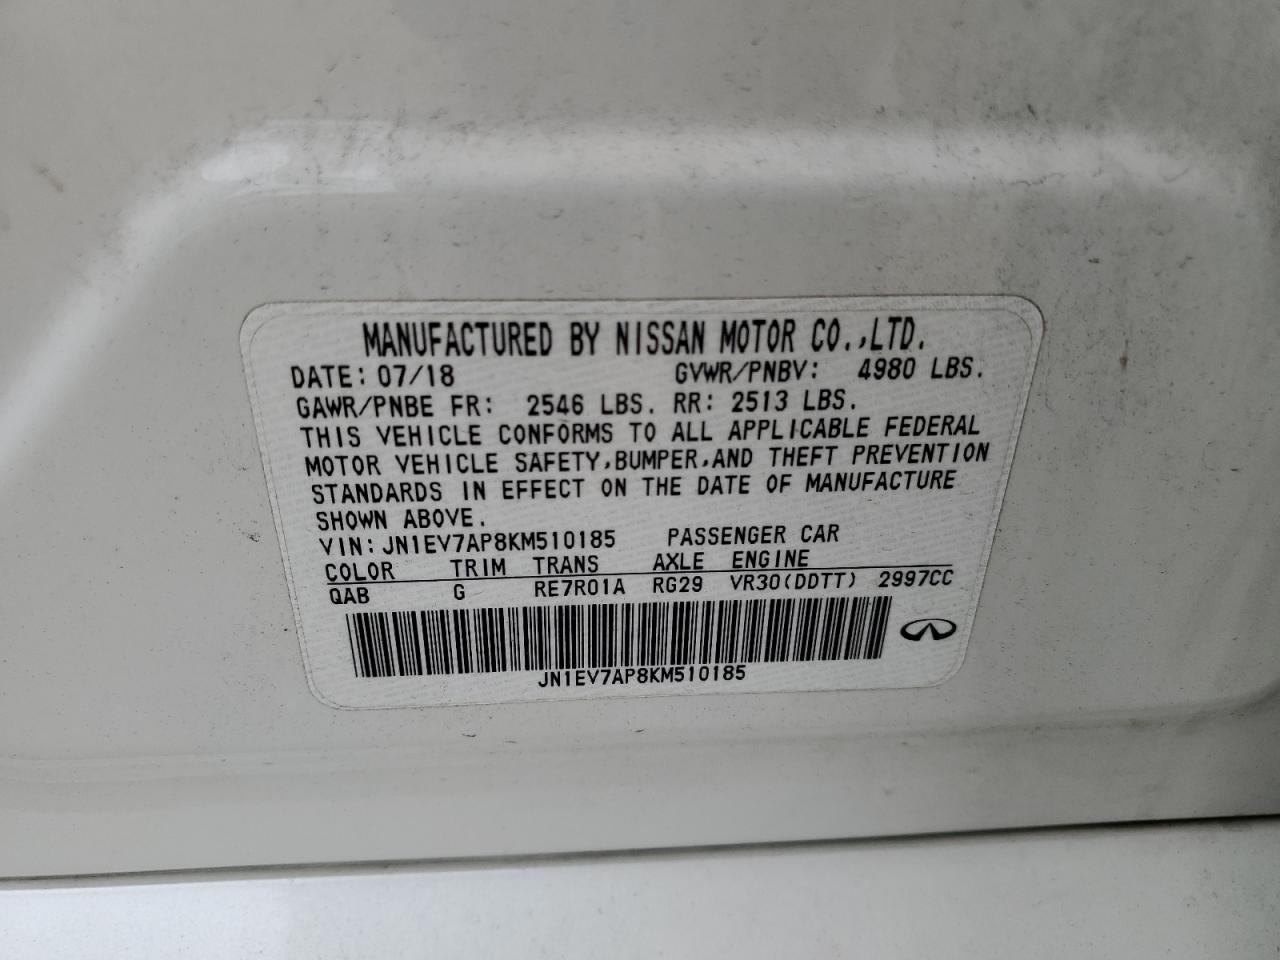 MANUFACTURED BY NISSAN MOTOR CO.,LTD.
DATE: 07/18 GVWR/PNBV: 4980 LBS.
GAWR/PNBE FR: 2546 LBS. RR: 2513 LBS.
THIS VEHICLE CONFORMS TO ALL APPLICABLE FEDERAL
MOTOR VEHICLE SAFETY,BUMPER,AND THEFT PREVENTION
STANDARDS IN EFFECT ON THE DATE OF MANUFACTURE
SHOWN ABOVE.
VIN: JN1EV7AP8KM510185 PASSENGER CAR
COLOR TRIM TRANS AXLE ENGINE
QAB G RE7R01A RG29 VR30(DDTT) 2997CC
JN1EV7AP8KM510185